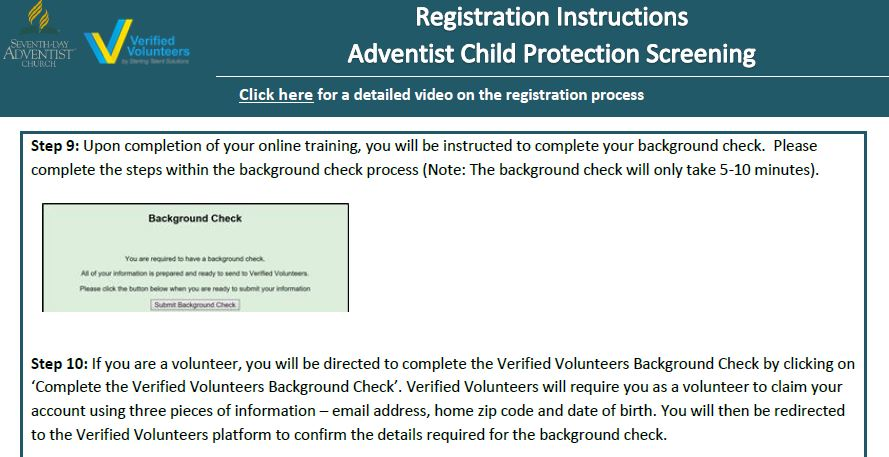 Registration Instructions
SEVENTH-DAY
ADVENTIST
CHURCH
Verified
Volunteers
by Sterling Talent Solutions
Adventist Child Protection Screening
Click here for a detailed video on the registration process
Step 9: Upon completion of your online training, you will be instructed to complete your background check.  Please
complete the steps within the background check process (Note: The background check will only take 5-10 minutes).
Background Check
You are required to have a background check.
All of your information is prepared and ready to send to Verified Volunteers.
Please click the button below when you are ready to submit your information
Submit Background Check
Step 10: If you are a volunteer, you will be directed to complete the Verified Volunteers Background Check by clicking on
‘Complete the Verified Volunteers Background Check’. Verified Volunteers will require you as a volunteer to claim your
account using three pieces of information – email address, home zip code and date of birth. You will then be redirected
to the Verified Volunteers platform to confirm the details required for the background check.